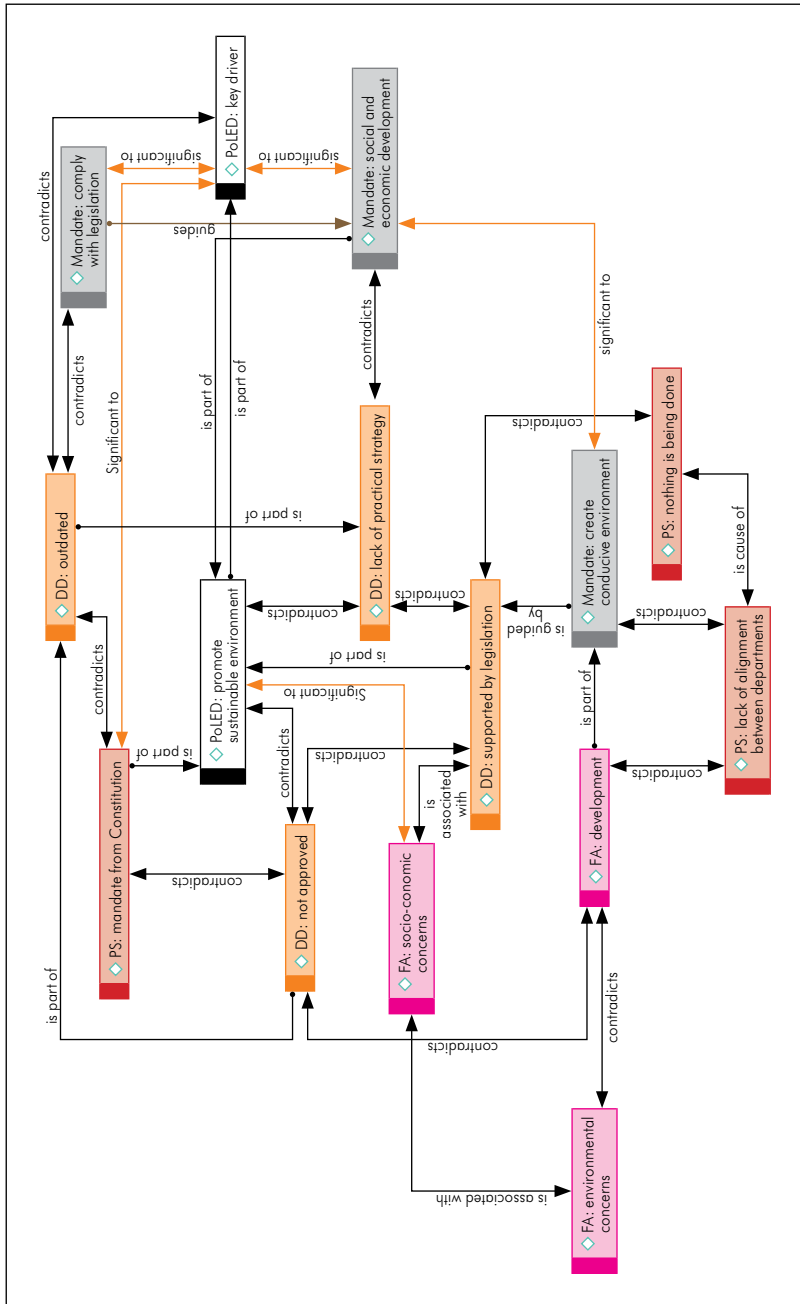 is part of
DD: outdated
contradicts
contradicts
Mandate: comply
with legislation
PS: mandate from Constitution
contradicts
Significant to
is part of
significant to
contradicts
PoLED: promote
sustainable environment
is part of
is part of
guides
PoLED: key driver
DD: not approved
contradicts
is part of
significant to
contradicts
Significant to
contradicts
DD: lack of practical strategy
contradicts
Mandate: social and
economic development
FA: socio-conomic
concerns
is
associated
with
is part of
contradicts
contradicts
is associated with
DD: supported by legislation
is guided
by
contradicts
FA: environmental
concerns
contradicts
FA: development
is part of
Mandate: create
conducive environment
significant to
contradicts
contradicts
PS: nothing is being done
PS: lack of alignment
between departments
is cause of